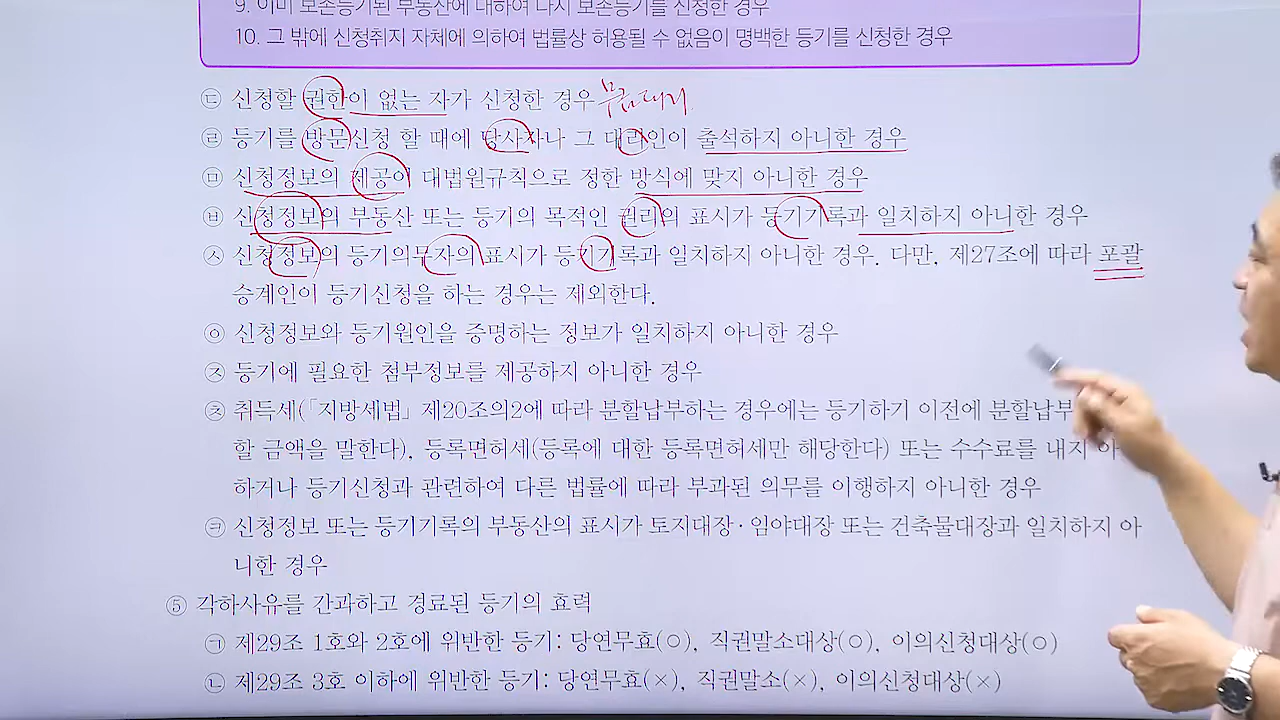 9. 이미 보존등기된 부동산에 대하여 다시 보존등기를 신청한 경우
10. 그 밖에 신청취지 자체에 의하여 법률상 허용될 수 없음이 명백한 등기를 신청한 경우
㉢ 신청할 권한이 없는 자가 신청한 경우 무권대리
㉣ 등기를 방문신청 할 때에 당사자나 그 대리인이 출석하지 아니한 경우
㉤ 신청정보의 제공이 대법원규칙으로 정한 방식에 맞지 아니한 경우
㉥ 신청정보의 부동산 또는 등기의 목적인 권리의 표시가 등기기록과 일치하지 아니한 경우
㉦ 신청정보의 등기의무자의 표시가 등기기록과 일치하지 아니한 경우. 다만, 제27조에 따라 포괄
승계인이 등기신청을 하는 경우는 제외한다.
㉧ 신청정보와 등기원인을 증명하는 정보가 일치하지 아니한 경우
㉨ 등기에 필요한 첨부정보를 제공하지 아니한 경우
㉩ 취득세(「지방세법」 제20조의2에 따라 분할납부하는 경우에는 등기하기 이전에 분할납부
할 금액을 말한다), 등록면허세(등록에 대한 등록면허세만 해당한다) 또는 수수료를 내지 아
하거나 등기신청과 관련하여 다른 법률에 따라 부과된 의무를 이행하지 아니한 경우
㉪ 신청정보 또는 등기기록의 부동산의 표시가 토지대장·임야대장 또는 건축물대장과 일치하지 아
니한 경우
⑤ 각하사유를 간과하고 경료된 등기의 효력
㉠ 제29조 1호와 2호에 위반한 등기: 당연무효(○), 직권말소대상(○), 이의신청대상(○)
㉡ 제29조 3호 이하에 위반한 등기: 당연무효(×), 직권말소(×), 이의신청대상(×)